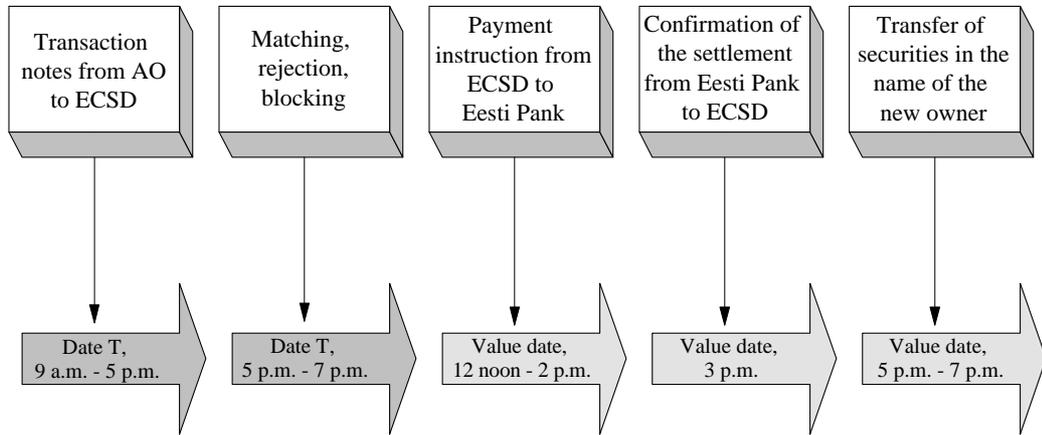 Transaction
notes from AO
to ECSD
Matching,
rejection,
blocking
Payment
instruction from
ECSD to
Eesti Pank
Confirmation of
the settlement
from Eesti Pank
to ECSD
Transfer of
securities in the
name of the
new owner
Date T,
9 a.m. - 5 p.m.
Date T,
5 p.m. - 7 p.m.
Value date,
12 noon - 2 p.m.
Value date,
3 p.m.
Value date,
5 p.m. - 7 p.m.